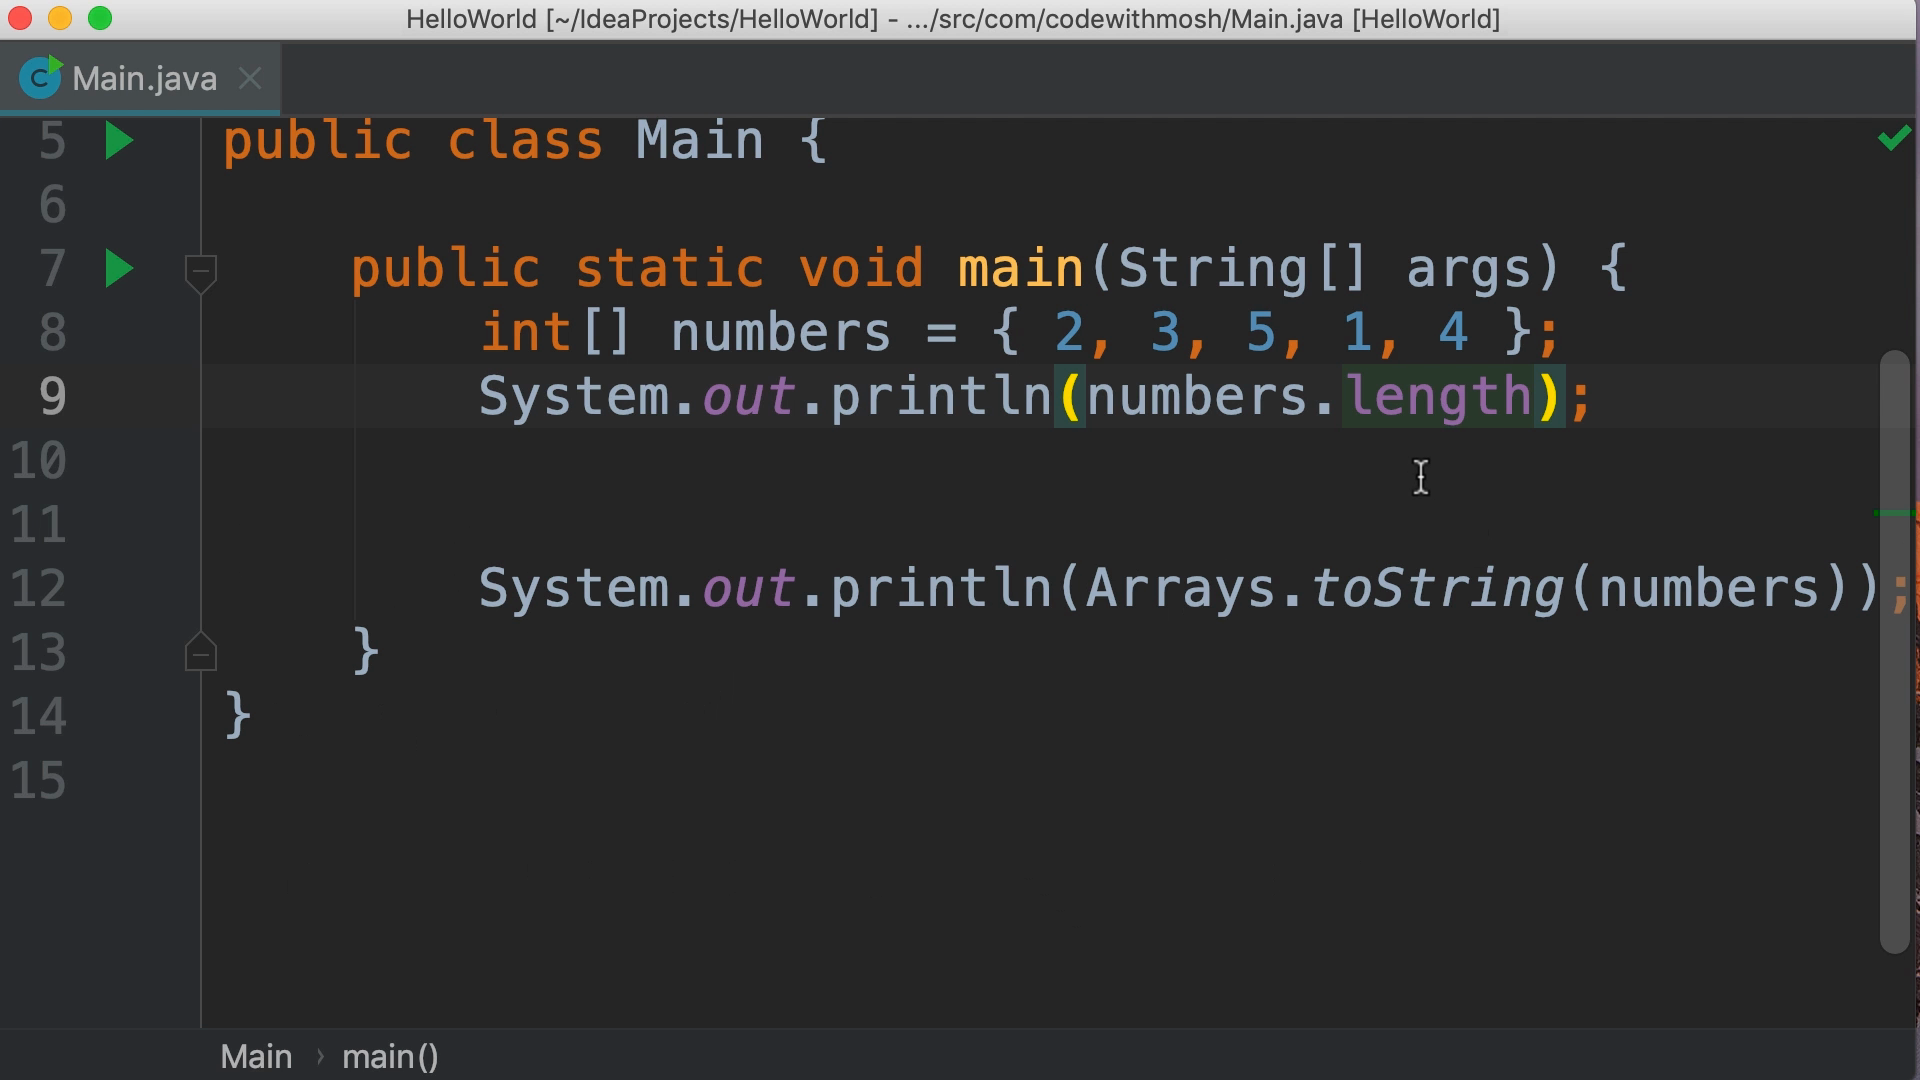 HelloWorld [~/IdeaProjects/HelloWorld] - .../src/com/codewithmosh/Main.java [HelloWorld]
C Main.java
5 public class Main {
6
7 public static void main(String[] args) {
8 int[] numbers = { 2, 3, 5, 1, 4 };
9 System.out.println(numbers.length);
10
11
12 System.out.println(Arrays.toString(numbers));
13 }
14 }
15
Main › main()